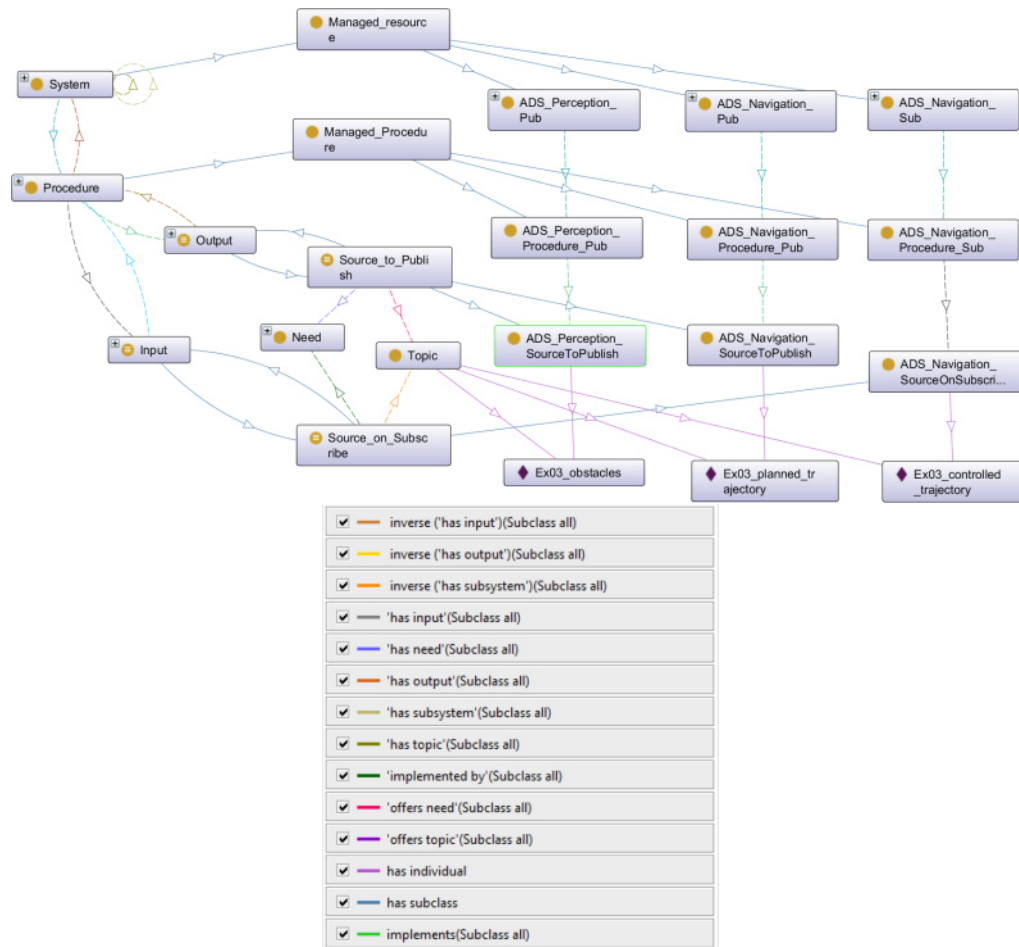 Managed_resourc
e
System
ADS_Perception_
Pub
ADS_Navigation_
Pub
ADS_Navigation_
Sub
Managed_Procedu
re
Procedure
Output
ADS_Perception_
Procedure_Pub
ADS_Navigation_
Procedure_Pub
ADS_Navigation_
Procedure_Sub
Source_to_Publi
sh
Need
Input
Topic
ADS_Perception_
SourceToPublish
ADS_Navigation_
SourceToPublish
ADS_Navigation_
SourceOnSubscri...
Source_on_Subsc
ribe
Ex03_obstacles
Ex03_planned_tr
ajectory
Ex03_controlled
_trajectory
inverse ('has input')(Subclass all)
inverse ('has output')(Subclass all)
inverse ('has subsystem')(Subclass all)
'has input'(Subclass all)
'has need'(Subclass all)
'has output'(Subclass all)
'has subsystem'(Subclass all)
'has topic'(Subclass all)
'implemented by'(Subclass all)
'offers need'(Subclass all)
'offers topic'(Subclass all)
has individual
has subclass
implements(Subclass all)